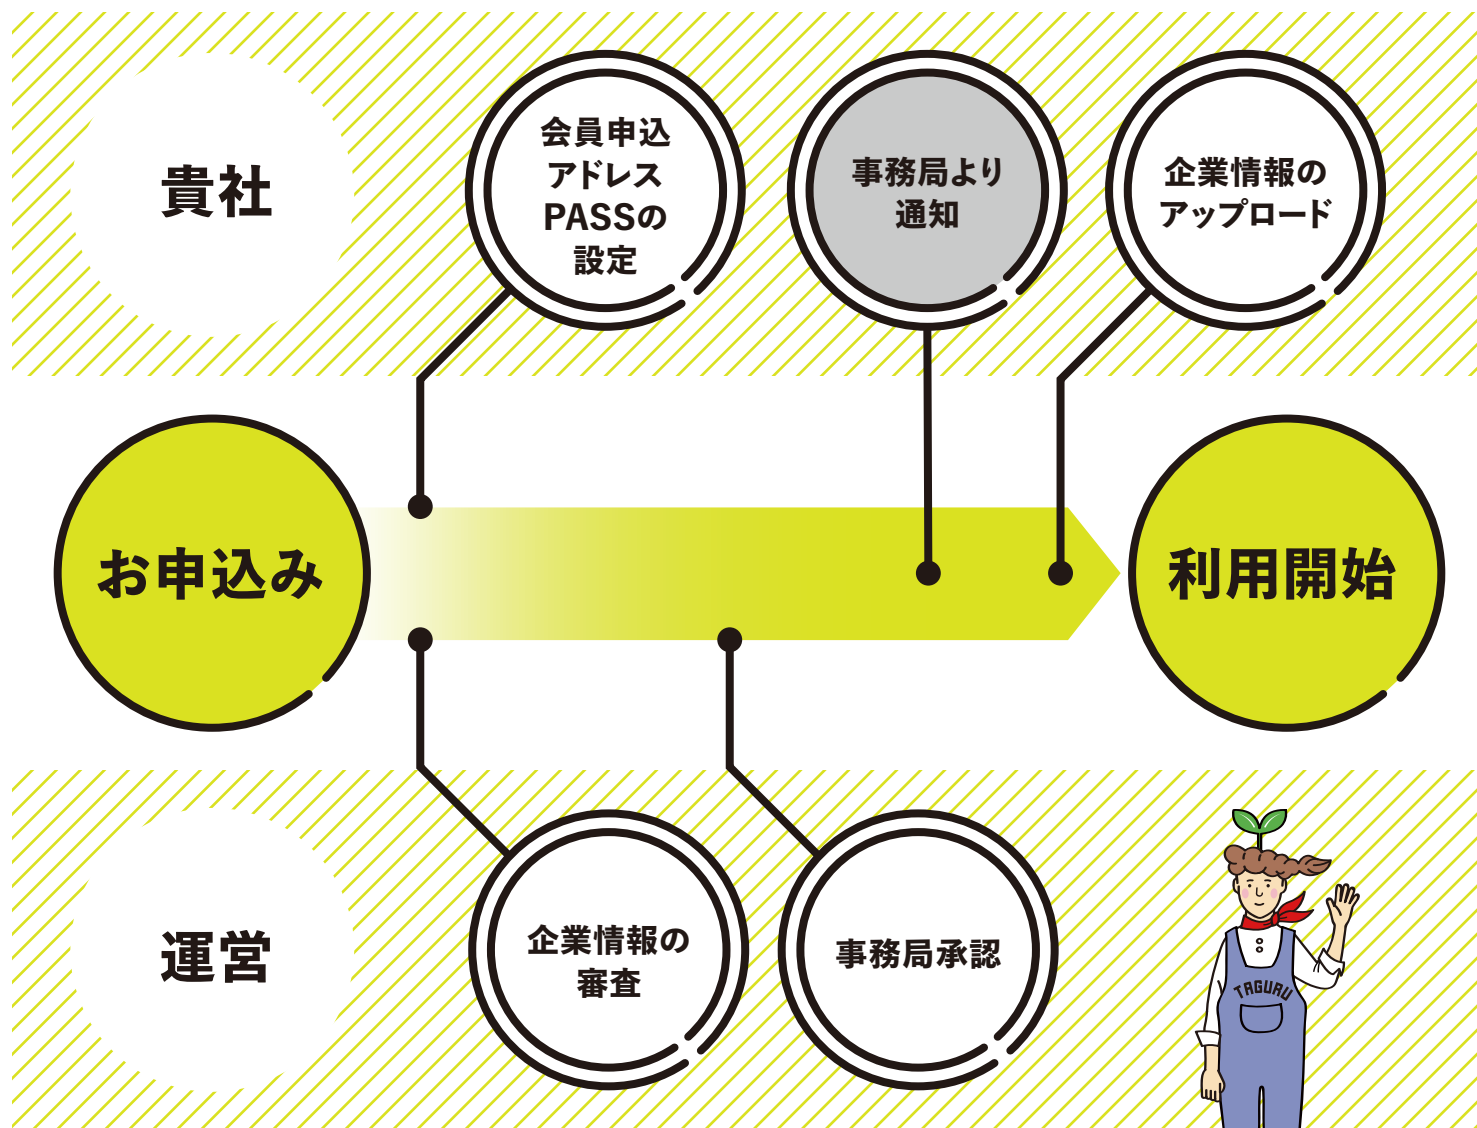 貴社
会員申込
アドレス
PASSの
設定
事務局より
通知
企業情報の
アップロード
お申込み
利用開始
運営
企業情報の
審査
事務局承認
TAGURU